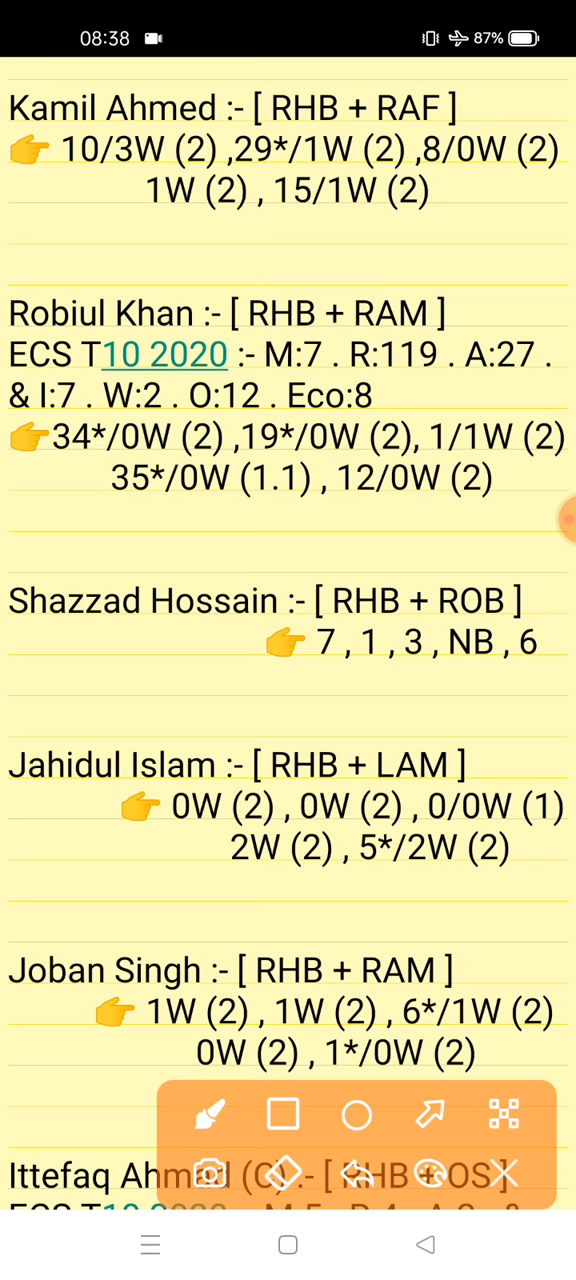 08:38 87%
Kamil Ahmed :- [ RHB + RAF ]
👉 10/3W (2) ,29*/1W (2) ,8/0W (2)
1W (2) , 15/1W (2)
Robiul Khan :- [ RHB + RAM ]
ECS T10 2020 :- M:7 . R:119 . A:27 .
& I:7 . W:2 . O:12 . Eco:8
👉34*/0W (2) ,19*/0W (2), 1/1W (2)
35*/0W (1.1) , 12/0W (2)
Shazzad Hossain :- [ RHB + ROB ]
👉 7 , 1 , 3 , NB , 6
Jahidul Islam :- [ RHB + LAM ]
👉 0W (2) , 0W (2) , 0/0W (1)
2W (2) , 5*/2W (2)
Joban Singh :- [ RHB + RAM ]
👉 1W (2) , 1W (2) , 6*/1W (2)
0W (2) , 1*/0W (2)
Ittefaq Ahmad (C) :- [ RHB + OS ]